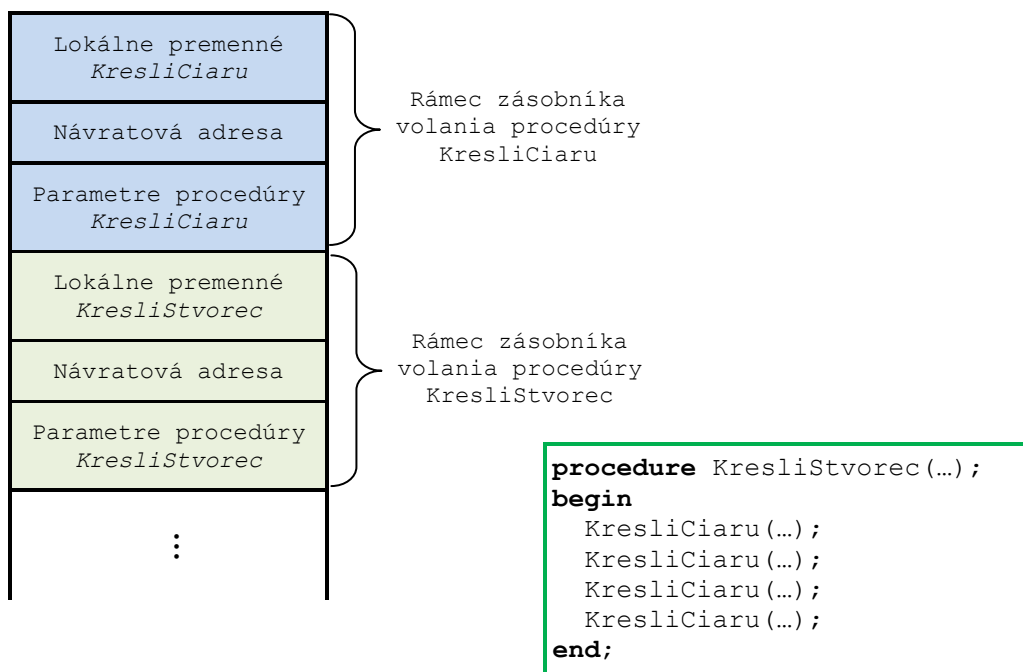 Lokálne premenné
KresliCiaru
Návratová adresa
Parametre procedúry
KresliCiaru
Rámec zásobníka
volania procedúry
KresliCiaru
Lokálne premenné
KresliStvorec
Návratová adresa
Parametre procedúry
KresliStvorec
Rámec zásobníka
volania procedúry
KresliStvorec
⋮
procedure KresliStvorec(…);
begin
  KresliCiaru(…);
  KresliCiaru(…);
  KresliCiaru(…);
  KresliCiaru(…);
end;